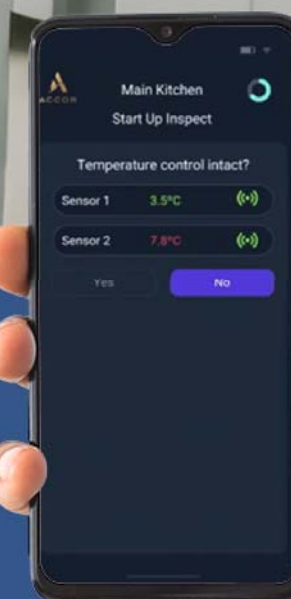 ACCOR
Main Kitchen
Start Up Inspect
Temperature control intact?
Sensor 1 3.5°C
Sensor 2 7.8°C
Yes No